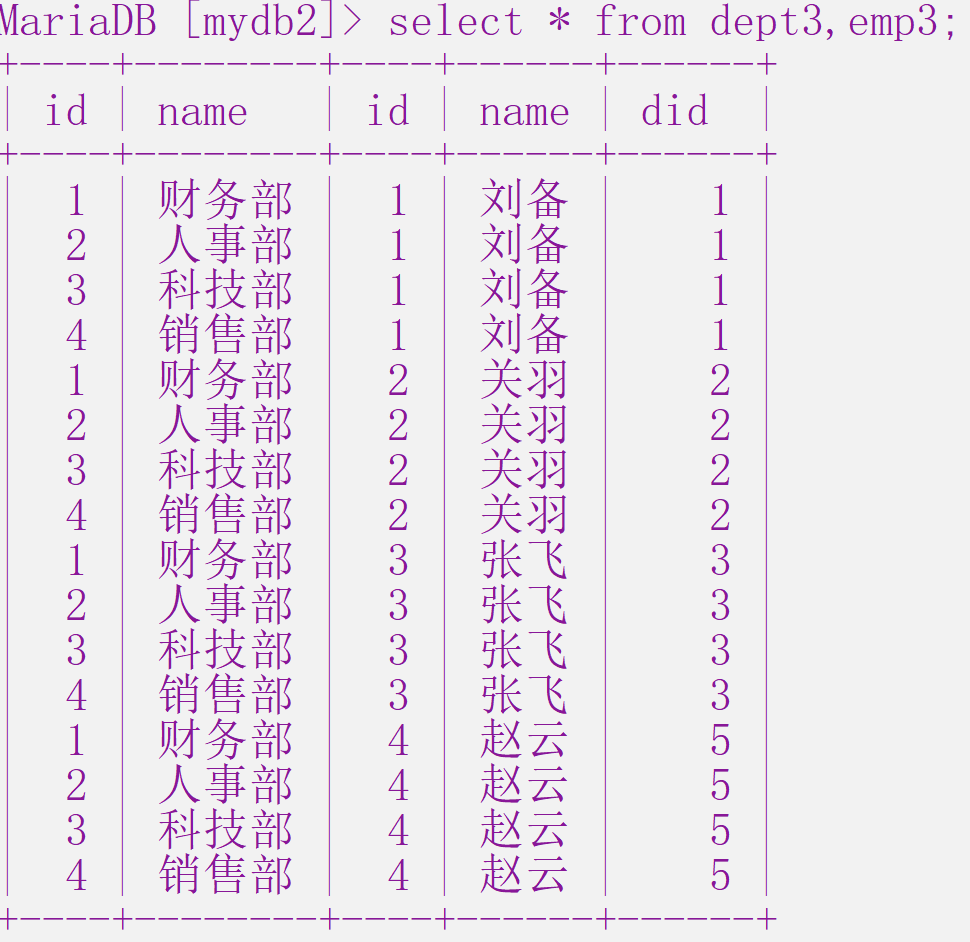 MariaDB [mydb2]> select * from dept3,emp3;
+----+--------+----+------+------+
| id | name   | id | name | did  |
+----+--------+----+------+------+
|  1 | 财务部 |  1 | 刘备 |    1 |
|  2 | 人事部 |  1 | 刘备 |    1 |
|  3 | 科技部 |  1 | 刘备 |    1 |
|  4 | 销售部 |  1 | 刘备 |    1 |
|  1 | 财务部 |  2 | 关羽 |    2 |
|  2 | 人事部 |  2 | 关羽 |    2 |
|  3 | 科技部 |  2 | 关羽 |    2 |
|  4 | 销售部 |  2 | 关羽 |    2 |
|  1 | 财务部 |  3 | 张飞 |    3 |
|  2 | 人事部 |  3 | 张飞 |    3 |
|  3 | 科技部 |  3 | 张飞 |    3 |
|  4 | 销售部 |  3 | 张飞 |    3 |
|  1 | 财务部 |  4 | 赵云 |    5 |
|  2 | 人事部 |  4 | 赵云 |    5 |
|  3 | 科技部 |  4 | 赵云 |    5 |
|  4 | 销售部 |  4 | 赵云 |    5 |
+----+--------+----+------+------+